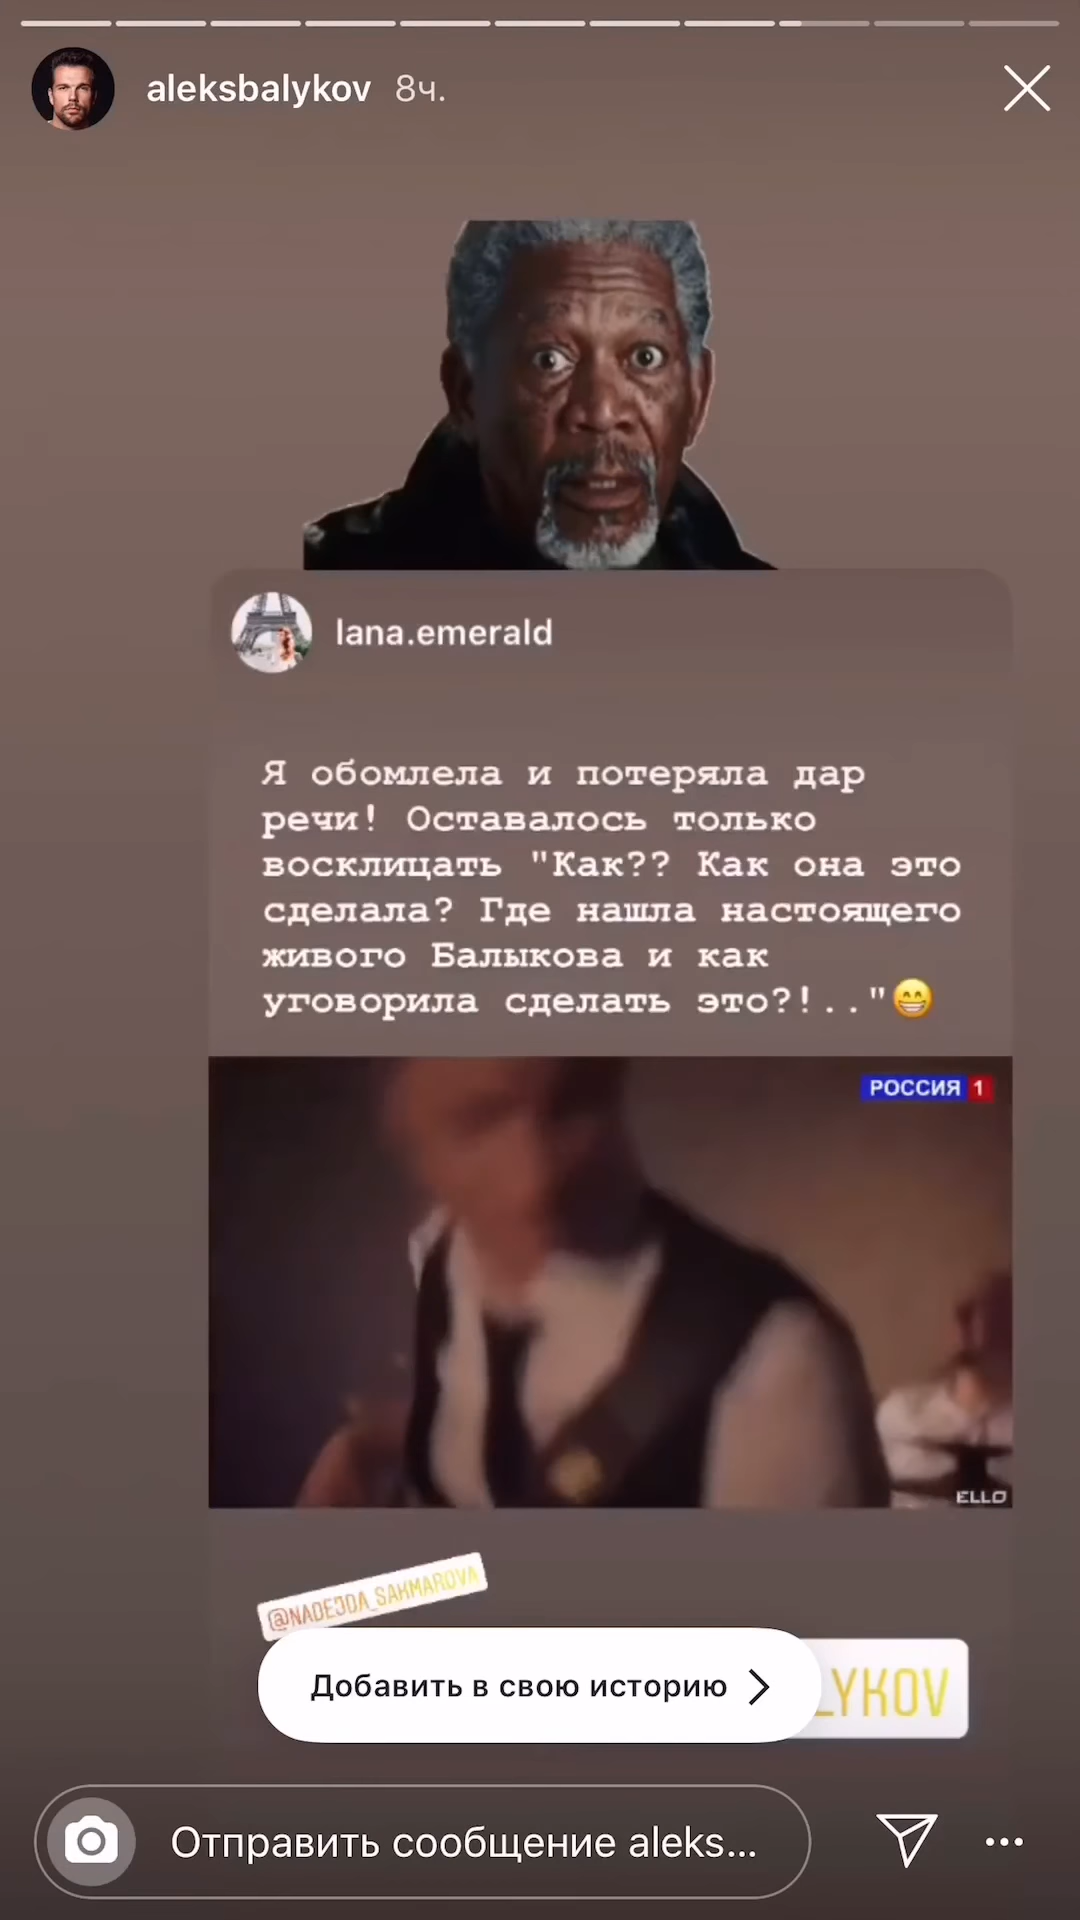 aleksbalykov 8ч.
lana.emerald
Я обомлела и потеряла дар
речи! Оставалось только
восклицать "Как?? Как она это
сделала? Где нашла настоящего
живого Балыкова и как
уговорила сделать это?!.."😁
РОССИЯ 1
ELLO
@NADEJDA_SAKMAROVA
Добавить в свою историю
LYKOV
Отправить сообщение aleks...